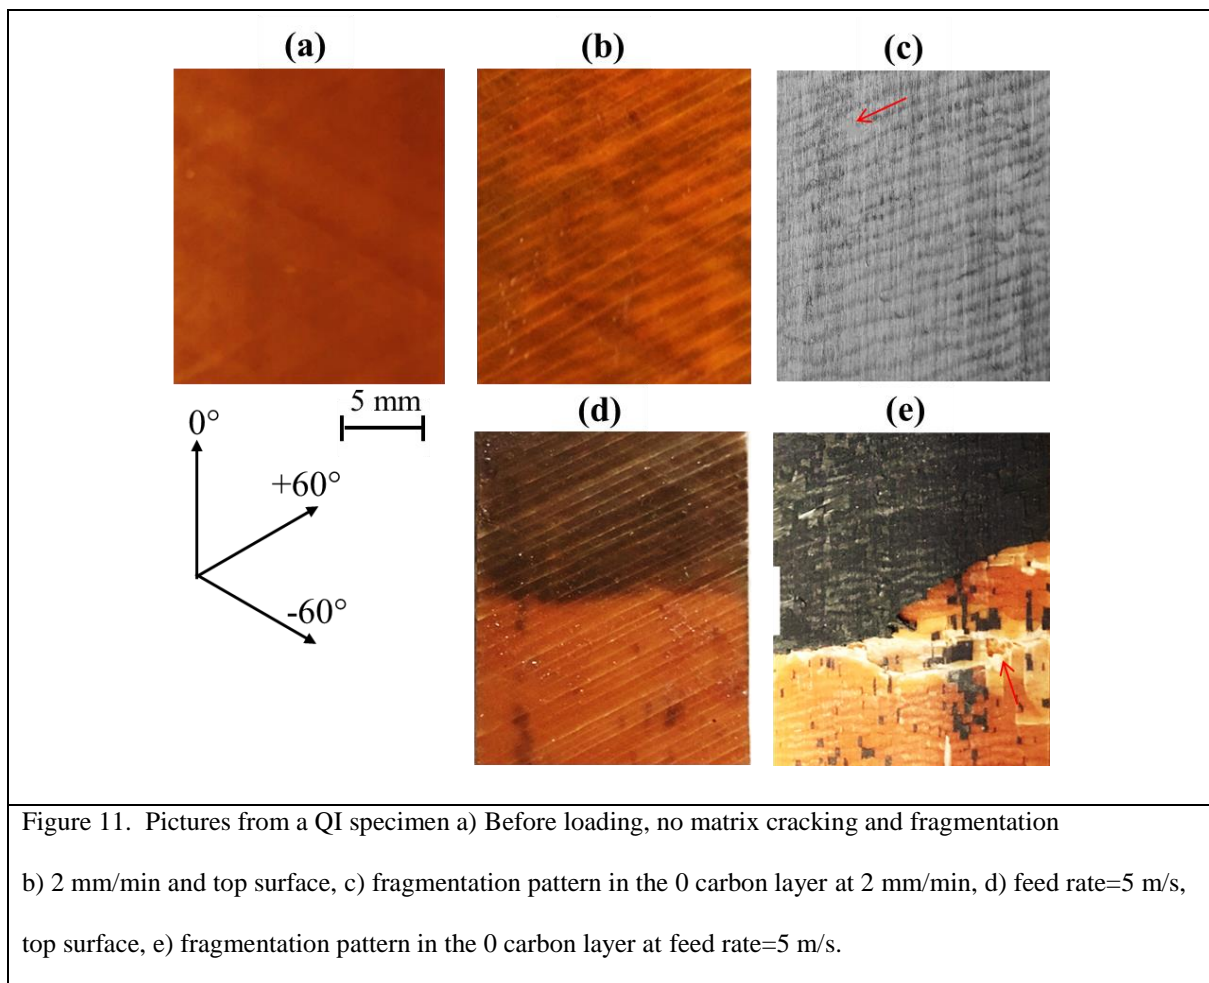 (a)
(b)
(c)
5 mm
(d)
(e)
0°
+60°
-60°
Figure 11.  Pictures from a QI specimen a) Before loading, no matrix cracking and fragmentation
b) 2 mm/min and top surface, c) fragmentation pattern in the 0 carbon layer at 2 mm/min, d) feed rate=5 m/s,
top surface, e) fragmentation pattern in the 0 carbon layer at feed rate=5 m/s.